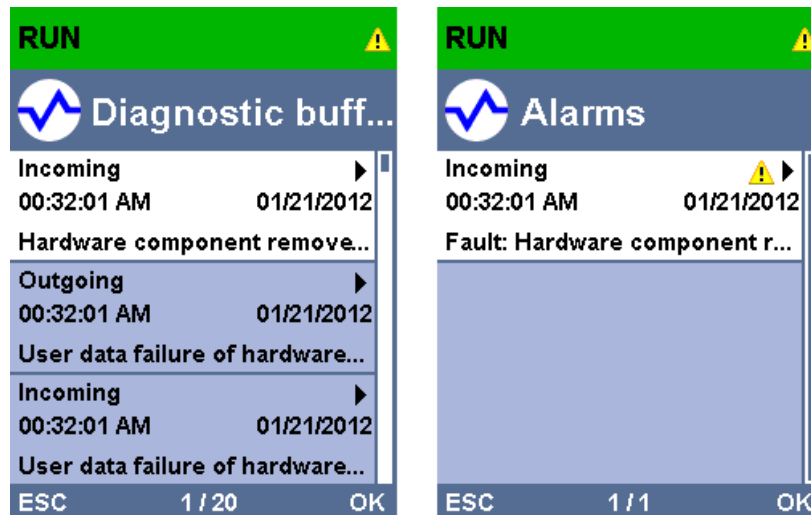 RUN
Diagnostic buff...
Incoming
00:32:01 AM 01/21/2012
Hardware component remove...
Outgoing
00:32:01 AM 01/21/2012
User data failure of hardware...
Incoming
00:32:01 AM 01/21/2012
User data failure of hardware...
ESC 1/20 OK
RUN
Alarms
Incoming
00:32:01 AM 01/21/2012
Fault: Hardware component r...
ESC 1/1 OK